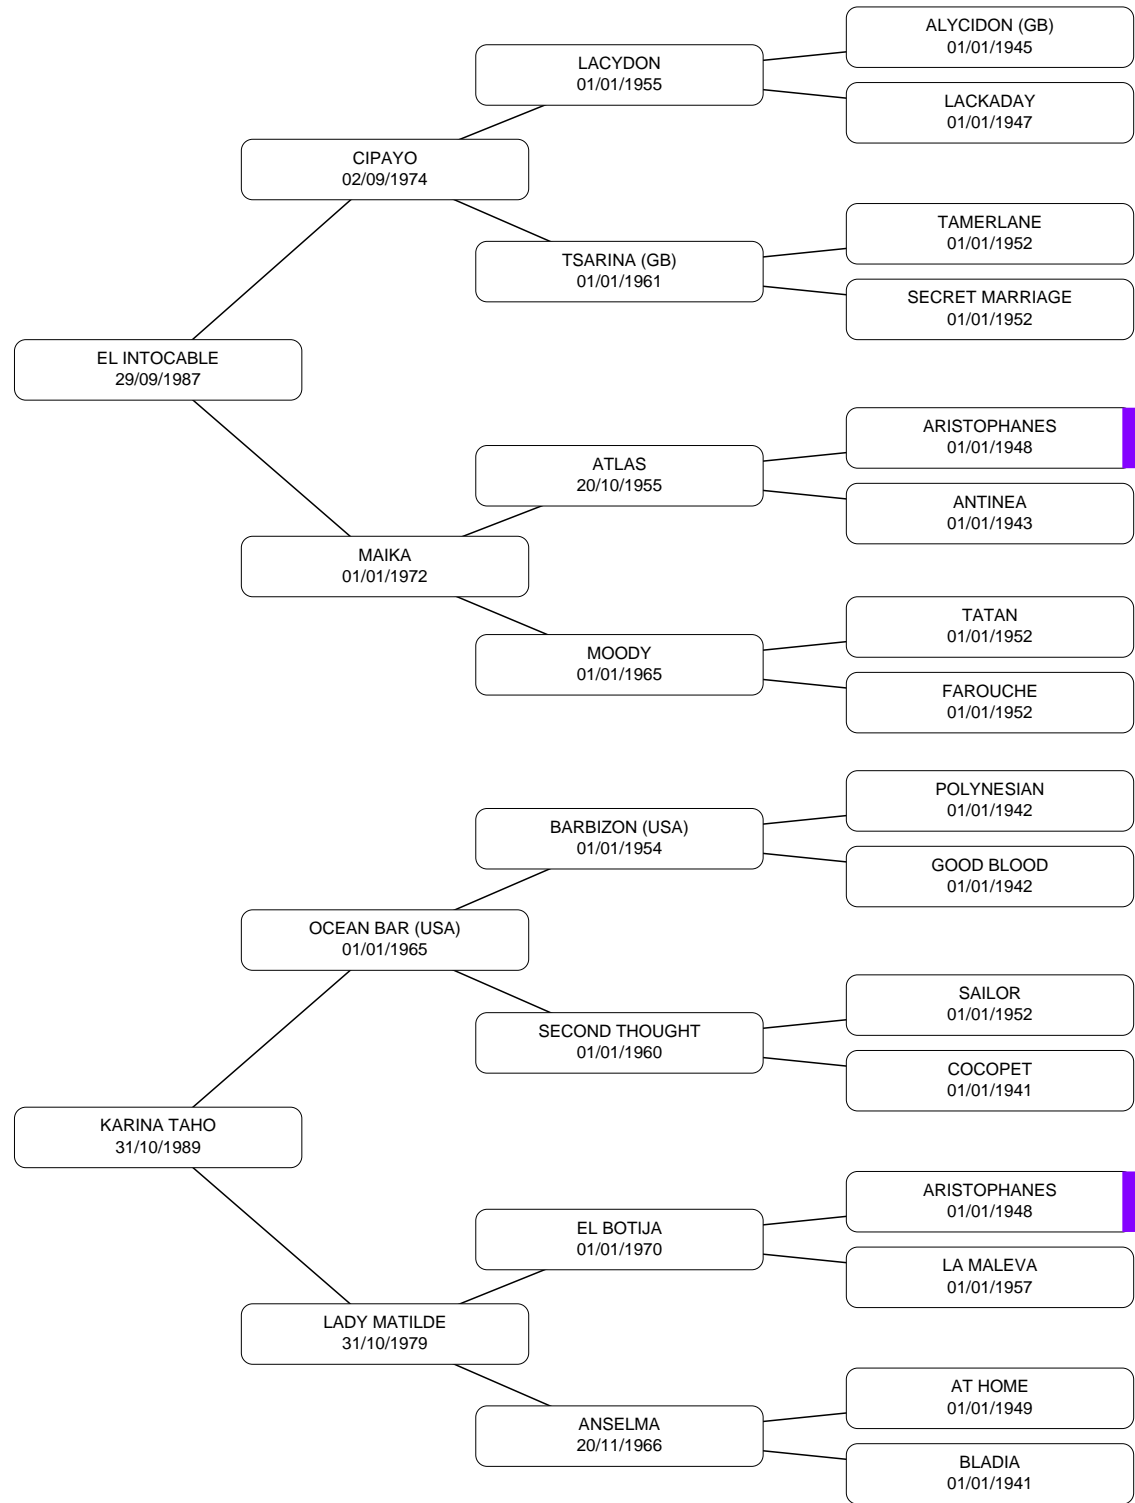 ALYCIDON (GB)
01/01/1945
LACYDON
01/01/1955
LACKADAY
01/01/1947
CIPAYO
02/09/1974
TAMERLANE
01/01/1952
TSARINA (GB)
01/01/1961
SECRET MARRIAGE
01/01/1952
EL INTOCABLE
29/09/1987
ARISTOPHANES
01/01/1948
ATLAS
20/10/1955
ANTINEA
01/01/1943
MAIKA
01/01/1972
TATAN
01/01/1952
MOODY
01/01/1965
FAROUCHE
01/01/1952
POLYNESIAN
01/01/1942
BARBIZON (USA)
01/01/1954
GOOD BLOOD
01/01/1942
OCEAN BAR (USA)
01/01/1965
SAILOR
01/01/1952
SECOND THOUGHT
01/01/1960
COCOPET
01/01/1941
KARINA TAHO
31/10/1989
ARISTOPHANES
01/01/1948
EL BOTIJA
01/01/1970
LA MALEVA
01/01/1957
LADY MATILDE
31/10/1979
AT HOME
01/01/1949
ANSELMA
20/11/1966
BLADIA
01/01/1941